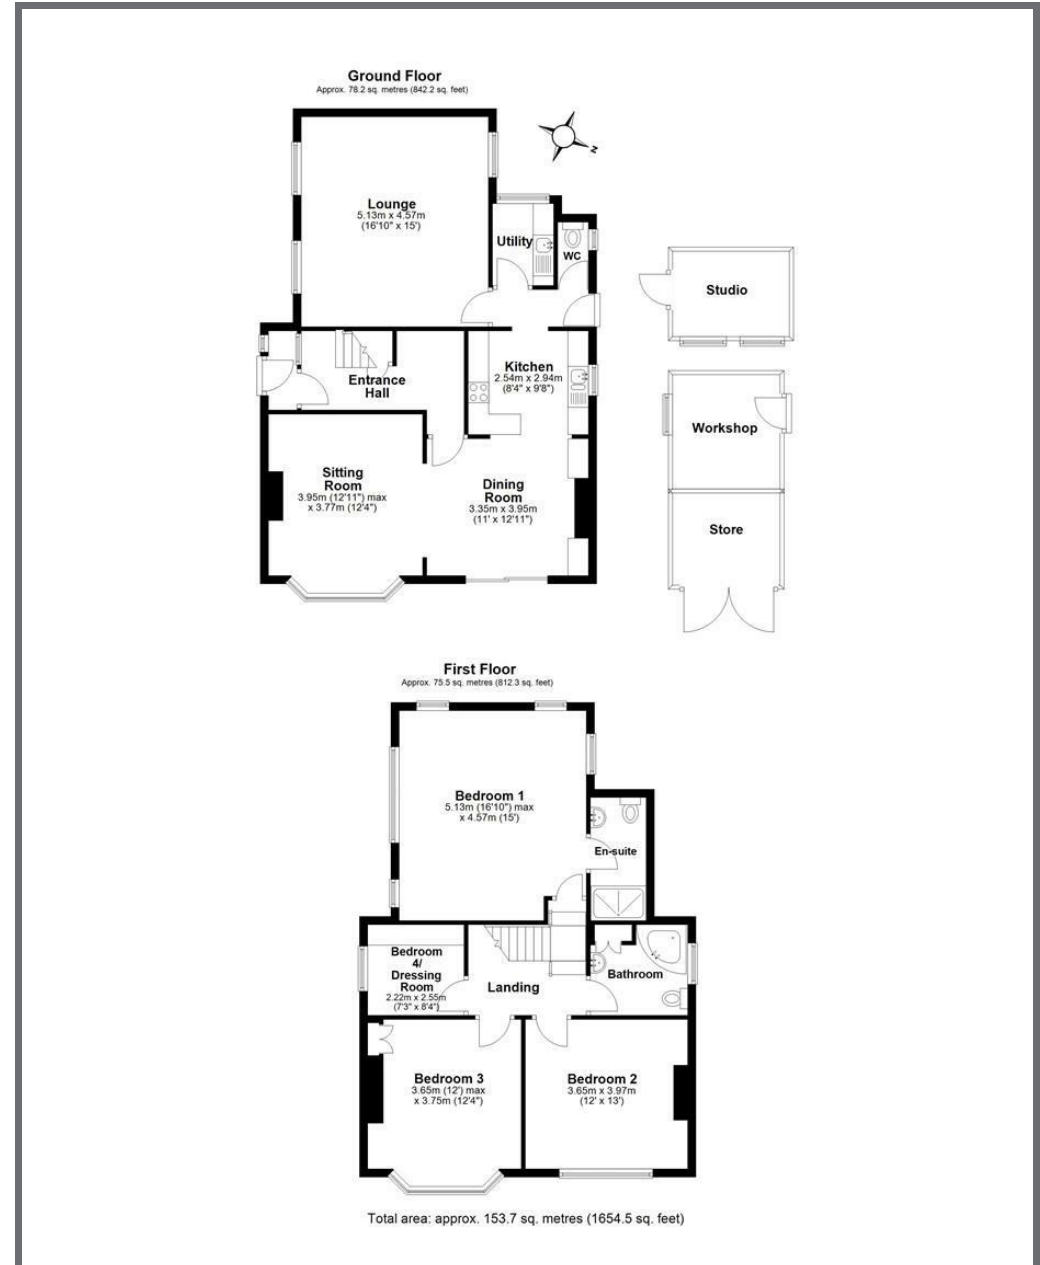 Ground Floor
Approx. 78.2 sq. metres (842.2 sq. feet)
N
Lounge
5.13m x 4.57m
(16'10" x 15')
Utility
WC
Studio
Kitchen
2.54m x 2.94m
(8'4" x 9'8")
Entrance
Hall
Workshop
Sitting
Room
3.95m (12'11") max
x 3.77m (12'4")
Dining
Room
3.35m x 3.95m
(11' x 12'11")
Store
First Floor
Approx. 75.5 sq. metres (812.3 sq. feet)
Bedroom 1
5.13m (16'10") max
x 4.57m (15')
En-suite
Bedroom
4/
Dressing
Room
2.22m x 2.55m
(7'3" x 8'4")
Landing
Bathroom
Bedroom 3
3.65m (12') max
x 3.75m (12'4")
Bedroom 2
3.65m x 3.97m
(12' x 13')
Total area: approx. 153.7 sq. metres (1654.5 sq. feet)